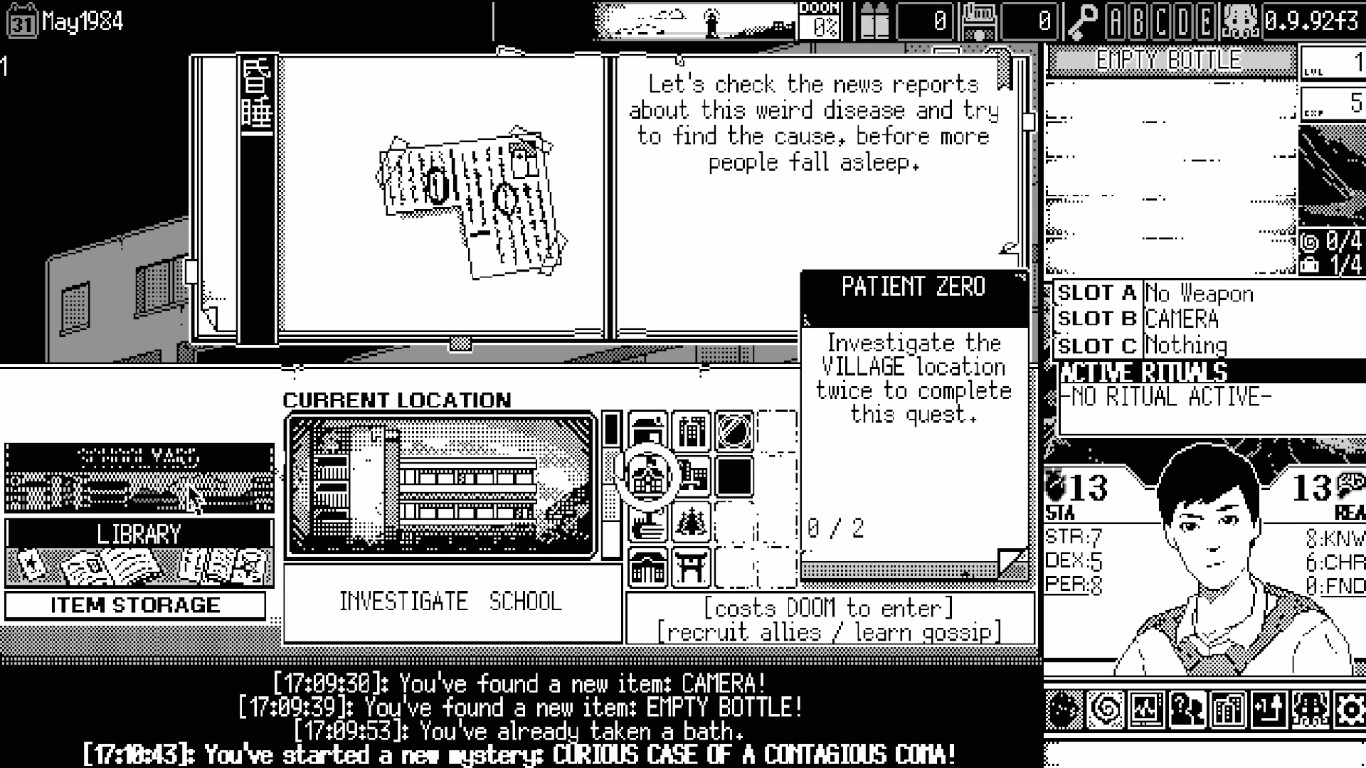 31 May1984
DOOM
0%
0
0
A B C D E
0.9.92f3
1
昏睡
Let's check the news reports
about this weird disease and try
to find the cause, before more
people fall asleep.
EMPTY BOTTLE
LVL 1
EXP 5
0/4
1/4
PATIENT ZERO
Investigate the
VILLAGE location
twice to complete
this quest.
0 / 2
SLOT A No Weapon
SLOT B CAMERA
SLOT C Nothing
ACTIVE RITUALS
-NO RITUAL ACTIVE-
CURRENT LOCATION
SCHOOLYARD
LIBRARY
ITEM STORAGE
INVESTIGATE SCHOOL
[costs DOOM to enter]
[recruit allies / learn gossip]
13
STA
13
REA
STR:7
DEX:5
PER:8
8:KNW
6:CHR
0:FND
[17:09:30]: You've found a new item: CAMERA!
[17:09:39]: You've found a new item: EMPTY BOTTLE!
[17:09:53]: You've already taken a bath.
[17:10:43]: You've started a new mystery: CURIOUS CASE OF A CONTAGIOUS COMA!